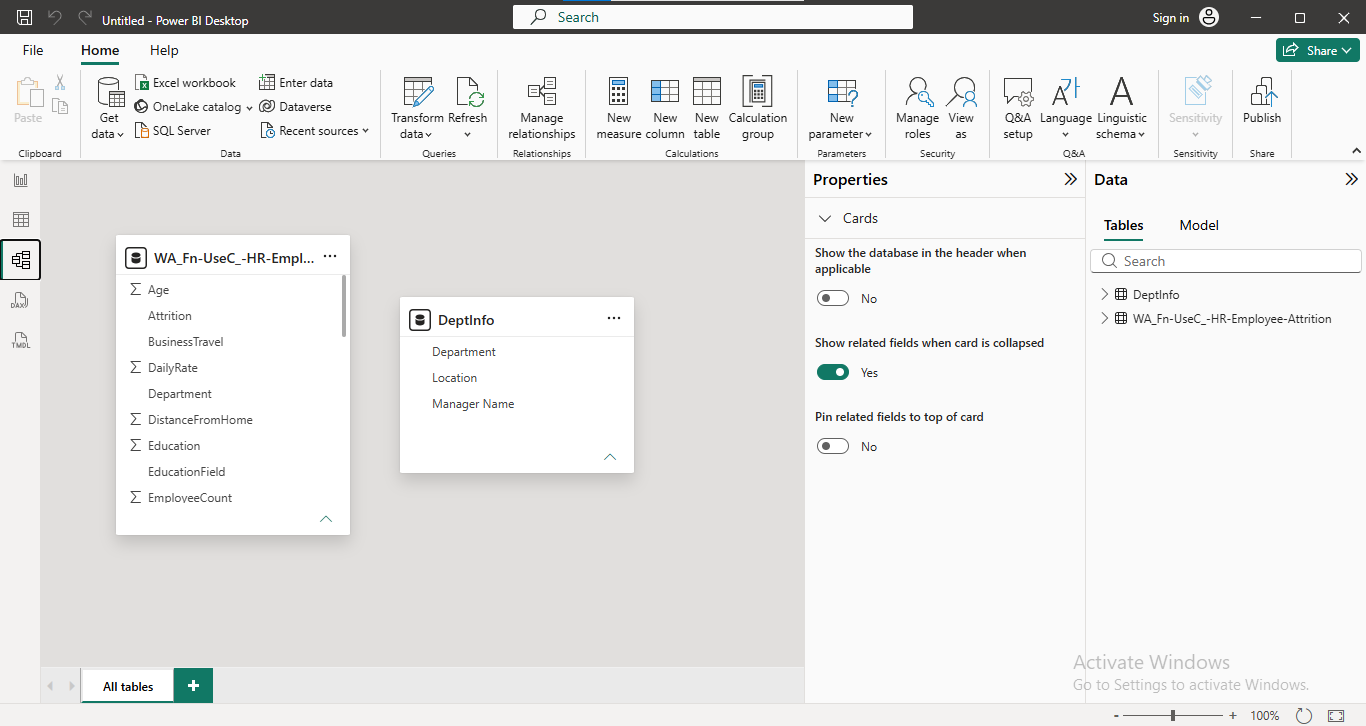 Untitled - Power BI Desktop
Search
Sign in
File
Home
Help
Share
Paste
Clipboard
Get data
Excel workbook
OneLake catalog
SQL Server
Enter data
Dataverse
Recent sources
Data
Transform data
Refresh
Queries
Manage relationships
Relationships
New measure
New column
New table
Calculation group
Calculations
New parameter
Parameters
Manage roles
View as
Security
Q&A setup
Language
Linguistic schema
Q&A
Sensitivity
Sensitivity
Publish
Share
DAX
TMDL
WA_Fn-UseC_-HR-Empl...
Age
Attrition
BusinessTravel
DailyRate
Department
DistanceFromHome
Education
EducationField
EmployeeCount
DeptInfo
Department
Location
Manager Name
Properties
Cards
Show the database in the header when
applicable
No
Show related fields when card is collapsed
Yes
Pin related fields to top of card
No
Data
Tables
Model
Search
DeptInfo
WA_Fn-UseC_-HR-Employee-Attrition
Activate Windows
Go to Settings to activate Windows.
All tables
100%